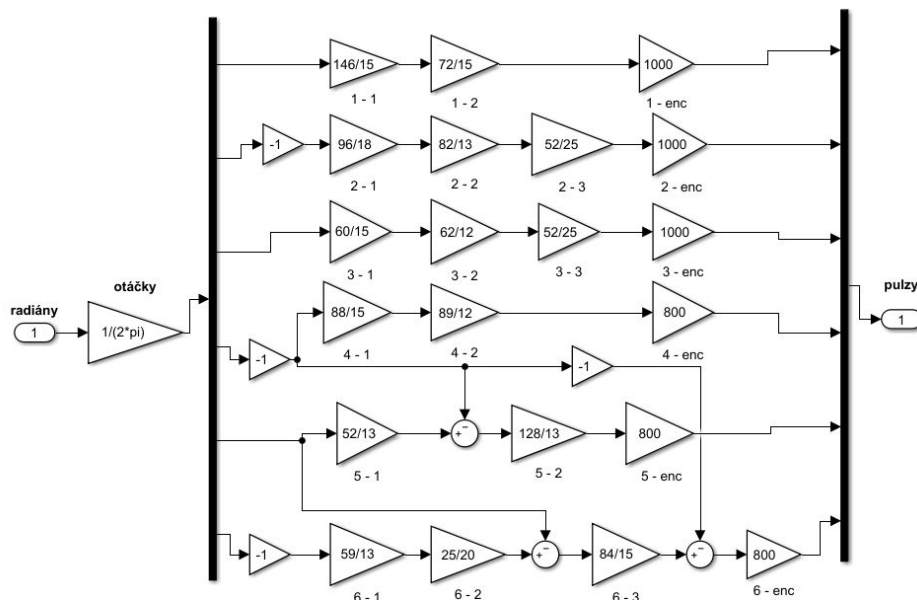 146/15
72/15
1000
1 - 1
1 - 2
1 - enc
-1
96/18
82/13
52/25
1000
2 - 1
2 - 2
2 - 3
2 - enc
60/15
62/12
52/25
1000
3 - 1
3 - 2
3 - 3
3 - enc
otáčky
radiány
1
1/(2*pi)
pulzy
1
88/15
89/12
800
-1
4 - 1
4 - 2
4 - enc
-1
52/13
+
−
128/13
800
5 - 1
5 - 2
5 - enc
-1
59/13
25/20
+
−
84/15
+
−
800
6 - 1
6 - 2
6 - 3
6 - enc